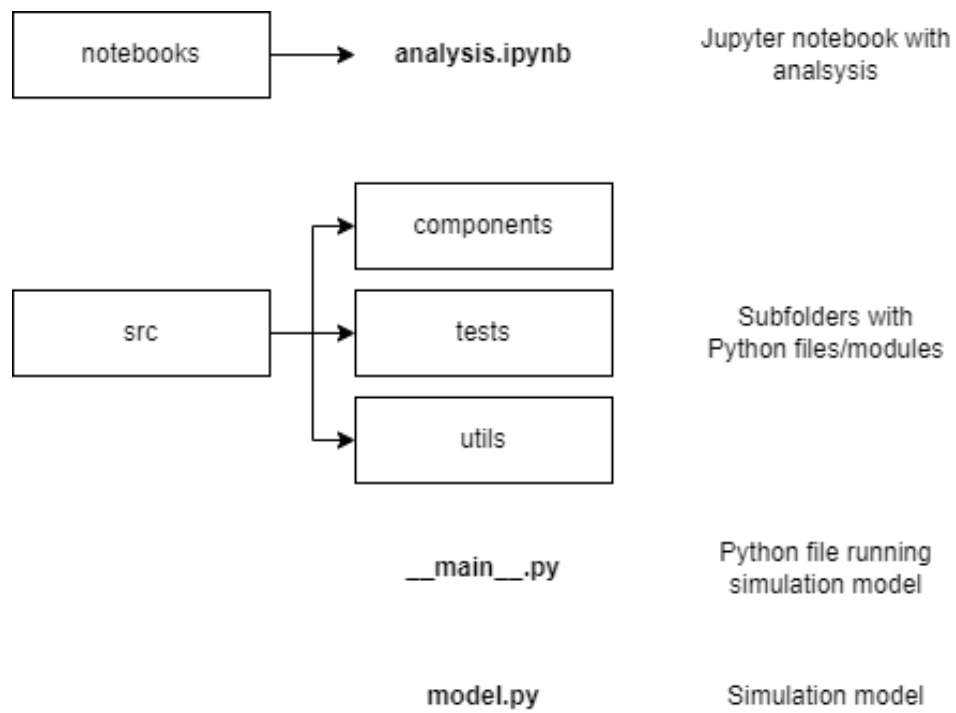 notebooks
analysis.ipynb
Jupyter notebook with
analsysis
components
src
tests
Subfolders with
Python files/modules
utils
__main__.py
Python file running
simulation model
model.py
Simulation model